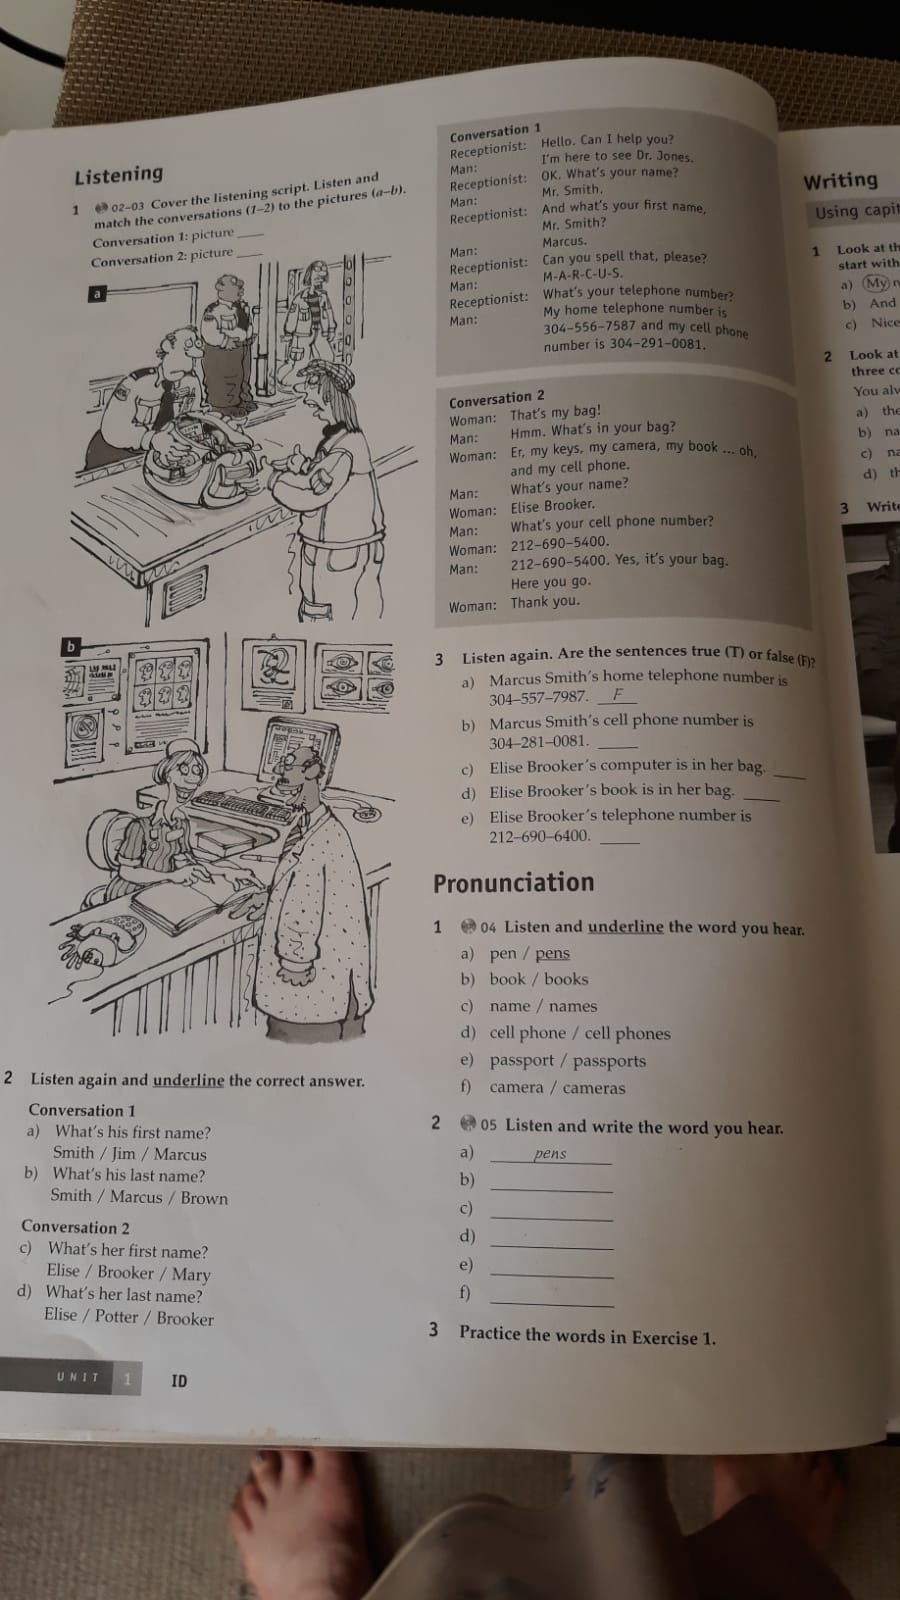 Listening
1 02–03 Cover the listening script. Listen and
match the conversations (1–2) to the pictures (a–b).
Conversation 1: picture ____
Conversation 2: picture ____
a
b
2 Listen again and underline the correct answer.
Conversation 1
a) What's his first name?
Smith / Jim / Marcus
b) What's his last name?
Smith / Marcus / Brown
Conversation 2
c) What's her first name?
Elise / Brooker / Mary
d) What's her last name?
Elise / Potter / Brooker
UNIT 1 ID
Conversation 1
Receptionist: Hello. Can I help you?
Man: I'm here to see Dr. Jones.
Receptionist: OK. What's your name?
Man: Mr. Smith.
Receptionist: And what's your first name,
Mr. Smith?
Man: Marcus.
Receptionist: Can you spell that, please?
Man: M-A-R-C-U-S.
Receptionist: What's your telephone number?
Man: My home telephone number is
304–556–7587 and my cell phone
number is 304–291–0081.
Conversation 2
Woman: That's my bag!
Man: Hmm. What's in your bag?
Woman: Er, my keys, my camera, my book ... oh,
and my cell phone.
Man: What's your name?
Woman: Elise Brooker.
Man: What's your cell phone number?
Woman: 212–690–5400.
Man: 212–690–5400. Yes, it's your bag.
Here you go.
Woman: Thank you.
3 Listen again. Are the sentences true (T) or false (F)?
a) Marcus Smith's home telephone number is
304–557–7987. F
b) Marcus Smith's cell phone number is
304–281–0081. ____
c) Elise Brooker's computer is in her bag. ____
d) Elise Brooker's book is in her bag. ____
e) Elise Brooker's telephone number is
212–690–6400. ____
Pronunciation
1 04 Listen and underline the word you hear.
a) pen / pens
b) book / books
c) name / names
d) cell phone / cell phones
e) passport / passports
f) camera / cameras
2 05 Listen and write the word you hear.
a) pens
b) ____
c) ____
d) ____
e) ____
f) ____
3 Practice the words in Exercise 1.
Writing
Using capit
1 Look at th
start with
a) My n
b) And
c) Nice
2 Look at
three co
You alv
a) the
b) na
c) na
d) th
3 Write